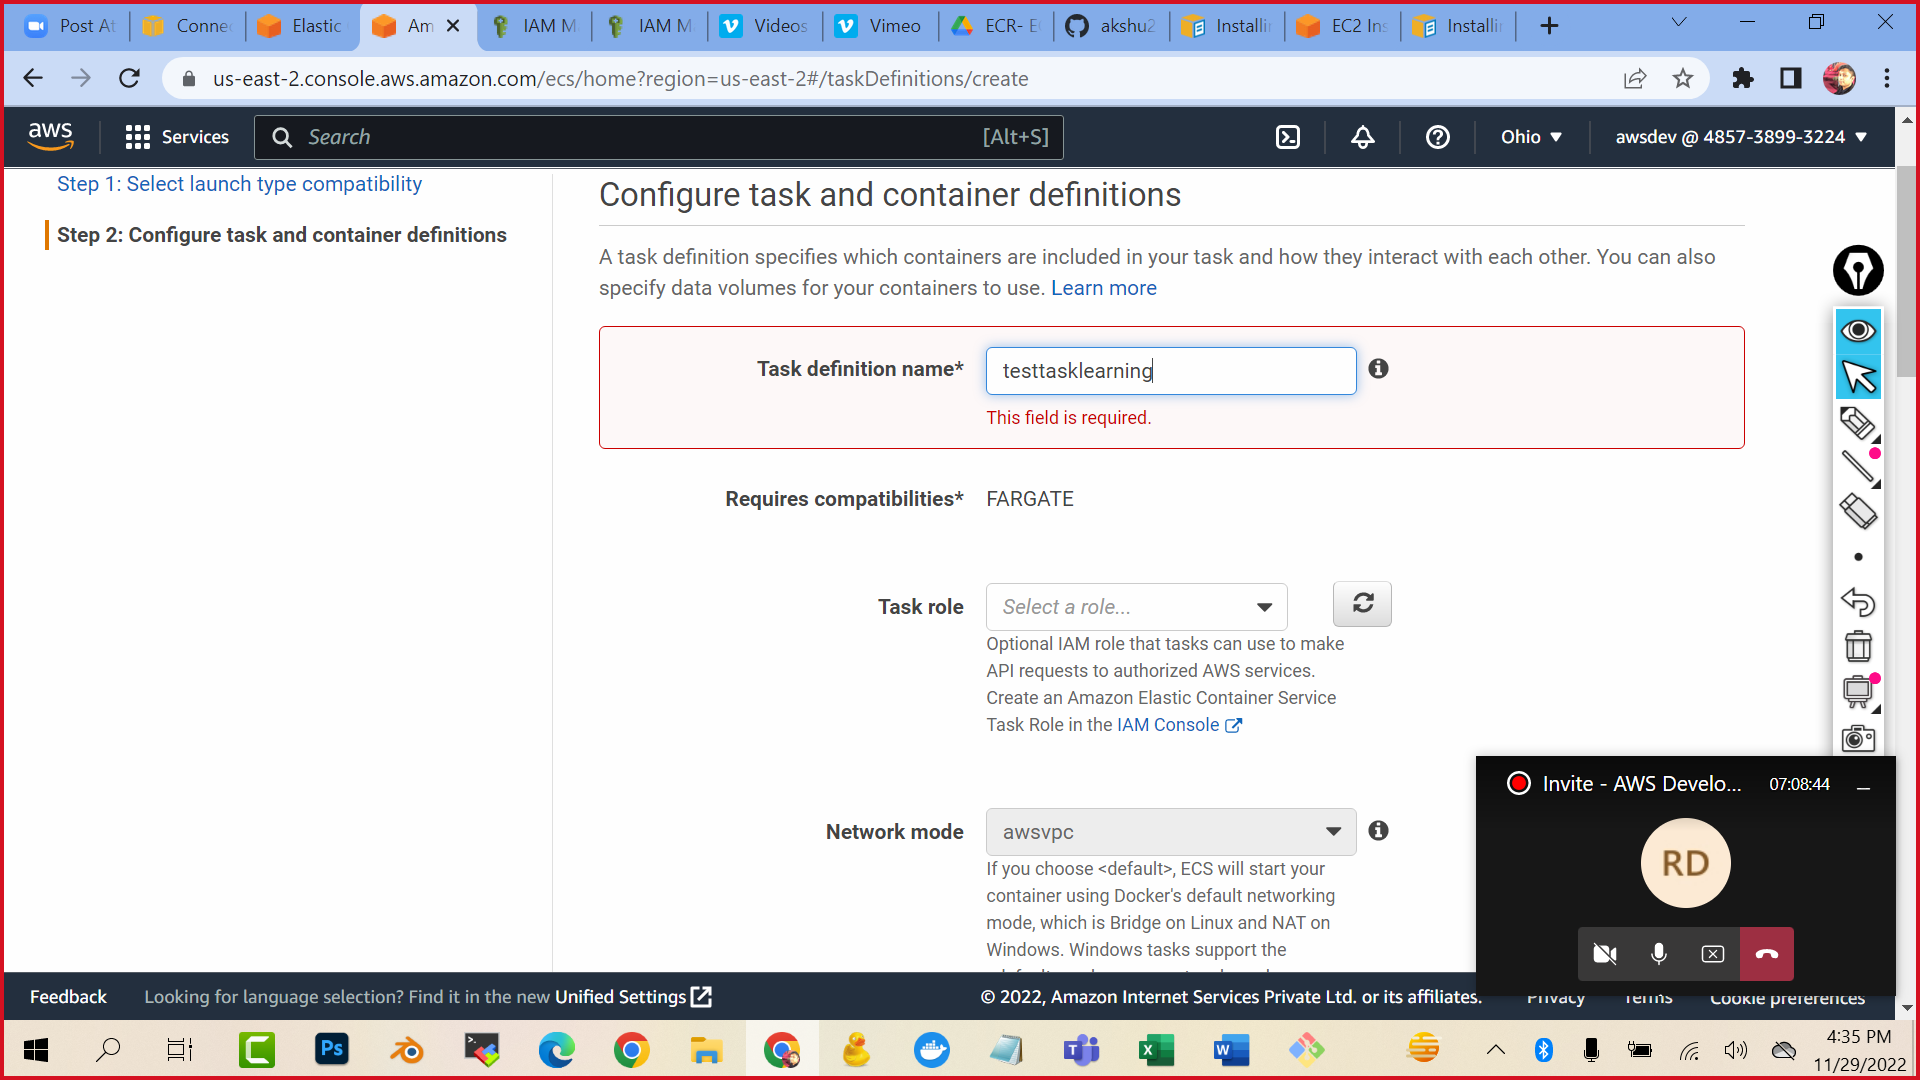 Post At
Connec
Elastic
Am
IAM M
IAM M
Videos
Vimeo
ECR- E
akshu2
Installi
EC2 Ins
Installi
us-east-2.console.aws.amazon.com/ecs/home?region=us-east-2#/taskDefinitions/create
aws
Services
Search
[Alt+S]
Ohio
awsdev @ 4857-3899-3224
Step 1: Select launch type compatibility
Step 2: Configure task and container definitions
Configure task and container definitions
A task definition specifies which containers are included in your task and how they interact with each other. You can also
specify data volumes for your containers to use. Learn more
Task definition name*
testtasklearning
This field is required.
Requires compatibilities*
FARGATE
Task role
Select a role...
Optional IAM role that tasks can use to make
API requests to authorized AWS services.
Create an Amazon Elastic Container Service
Task Role in the IAM Console
Network mode
awsvpc
If you choose <default>, ECS will start your
container using Docker's default networking
mode, which is Bridge on Linux and NAT on
Windows. Windows tasks support the
Invite - AWS Develo...
07:08:44
RD
Feedback
Looking for language selection? Find it in the new Unified Settings
© 2022, Amazon Internet Services Private Ltd. or its affiliates.
Privacy
Terms
Cookie preferences
Ps
4:35 PM
11/29/2022